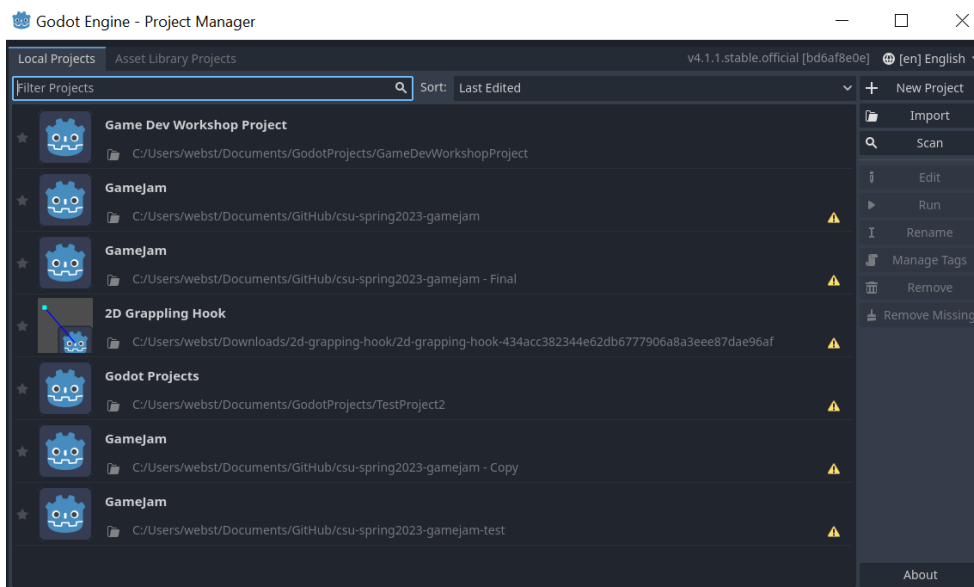 Godot Engine - Project Manager
Local Projects Asset Library Projects v4.1.1.stable.official [bd6af8e0e] [en] English
Filter Projects Sort: Last Edited New Project
Import
Scan
Edit
Run
Rename
Manage Tags
Remove
Remove Missing
Game Dev Workshop Project
C:/Users/webst/Documents/GodotProjects/GameDevWorkshopProject
GameJam
C:/Users/webst/Documents/GitHub/csu-spring2023-gamejam
GameJam
C:/Users/webst/Documents/GitHub/csu-spring2023-gamejam - Final
2D Grappling Hook
C:/Users/webst/Downloads/2d-grapping-hook/2d-grapping-hook-434acc382344e62db6777906a8a3eee87dae96af
Godot Projects
C:/Users/webst/Documents/GodotProjects/TestProject2
GameJam
C:/Users/webst/Documents/GitHub/csu-spring2023-gamejam - Copy
GameJam
C:/Users/webst/Documents/GitHub/csu-spring2023-gamejam-test
About